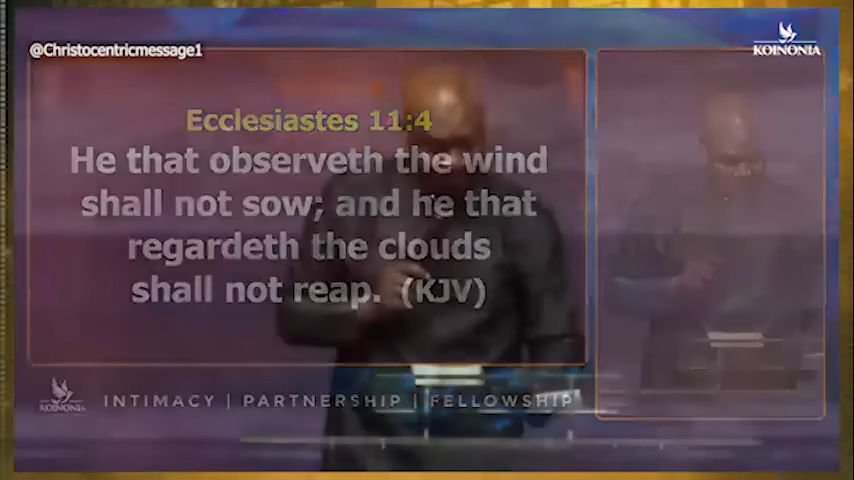 @Christocentricmessage1
KOINONIA
Ecclesiastes 11:4
He that observeth the wind
shall not sow; and he that
regardeth the clouds
shall not reap. (KJV)
KOINONIA
INTIMACY | PARTNERSHIP | FELLOWSHIP